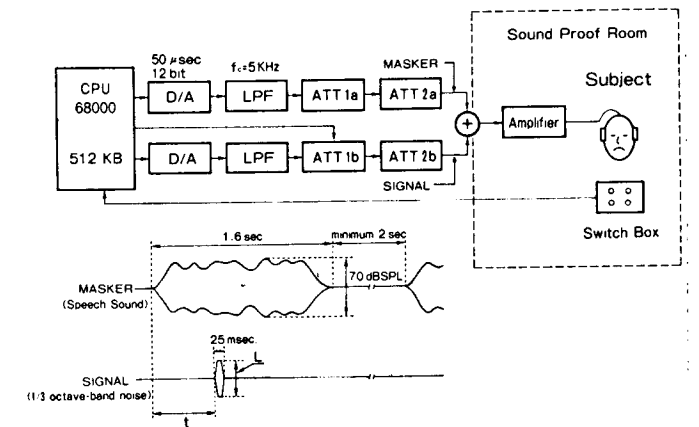 Sound Proof Room
50 μsec
12 bit
fc=5KHz
MASKER
Subject
CPU
68000
512 KB
D/A
LPF
ATT 1a
ATT 2a
+
Amplifier
D/A
LPF
ATT 1b
ATT 2b
SIGNAL
Switch Box
1.6 sec
minimum 2 sec
MASKER
(Speech Sound)
70 dBSPL
25 msec.
L
SIGNAL
(1/3 octave-band noise)
t